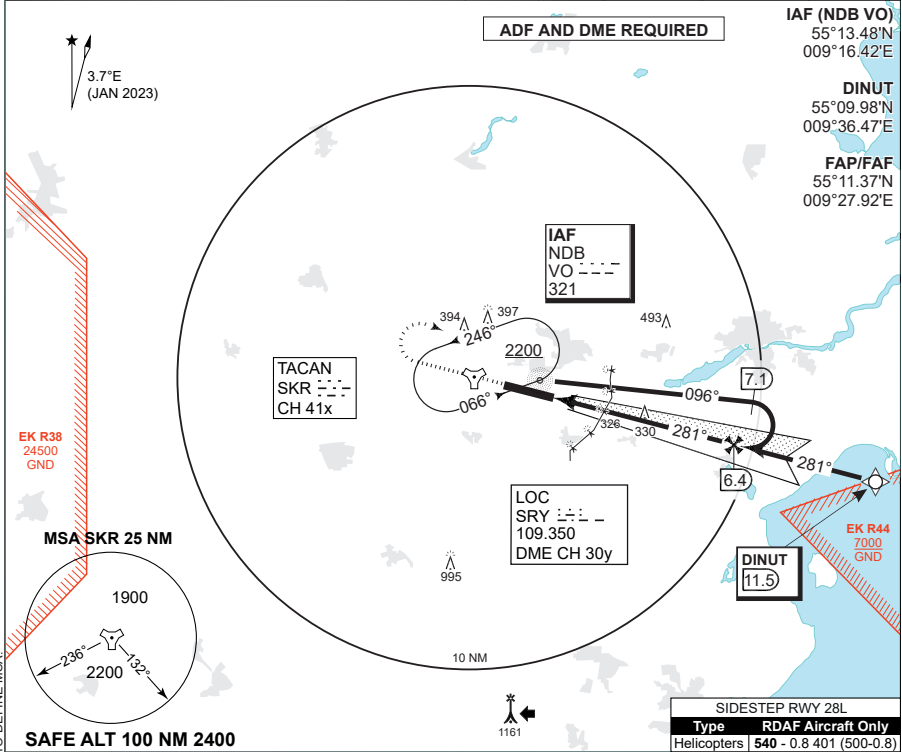 ADF AND DME REQUIRED
IAF (NDB VO)
55°13.48'N
009°16.42'E
DINUT
55°09.98'N
009°36.47'E
FAP/FAF
55°11.37'N
009°27.92'E
3.7°E
(JAN 2023)
IAF
NDB
VO
321
394
397
493
246°
2200
TACAN
SKR
CH 41x
066°
096°
7.1
326
330
281°
281°
6.4
EK R38
24500
GND
LOC
SRY
109.350
DME CH 30y
EK R44
7000
GND
DINUT
11.5
995
MSA SKR 25 NM
1900
236°
132°
2200
10 NM
1161
SAFE ALT 100 NM 2400
SIDESTEP RWY 28L
Type RDAF Aircraft Only
Helicopters 540 - 0.8 401 (500-0.8)
TO DEFINE MSA.